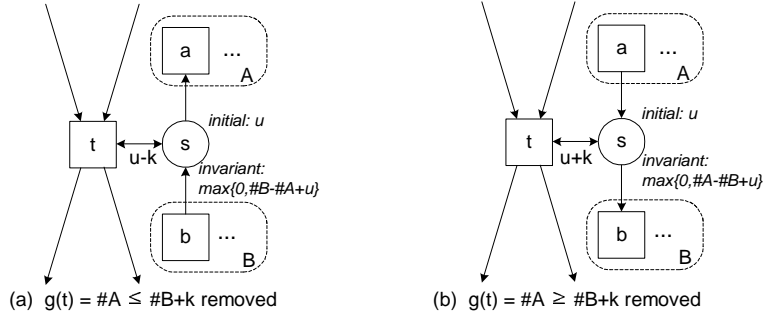 a ...
A
initial: u
t
u-k
s
invariant:
max{0,#B-#A+u}
b ...
B
(a) g(t) = #A ≤ #B+k removed
a ...
A
initial: u
t
u+k
s
invariant:
max{0,#A-#B+u}
b ...
B
(b) g(t) = #A ≥ #B+k removed